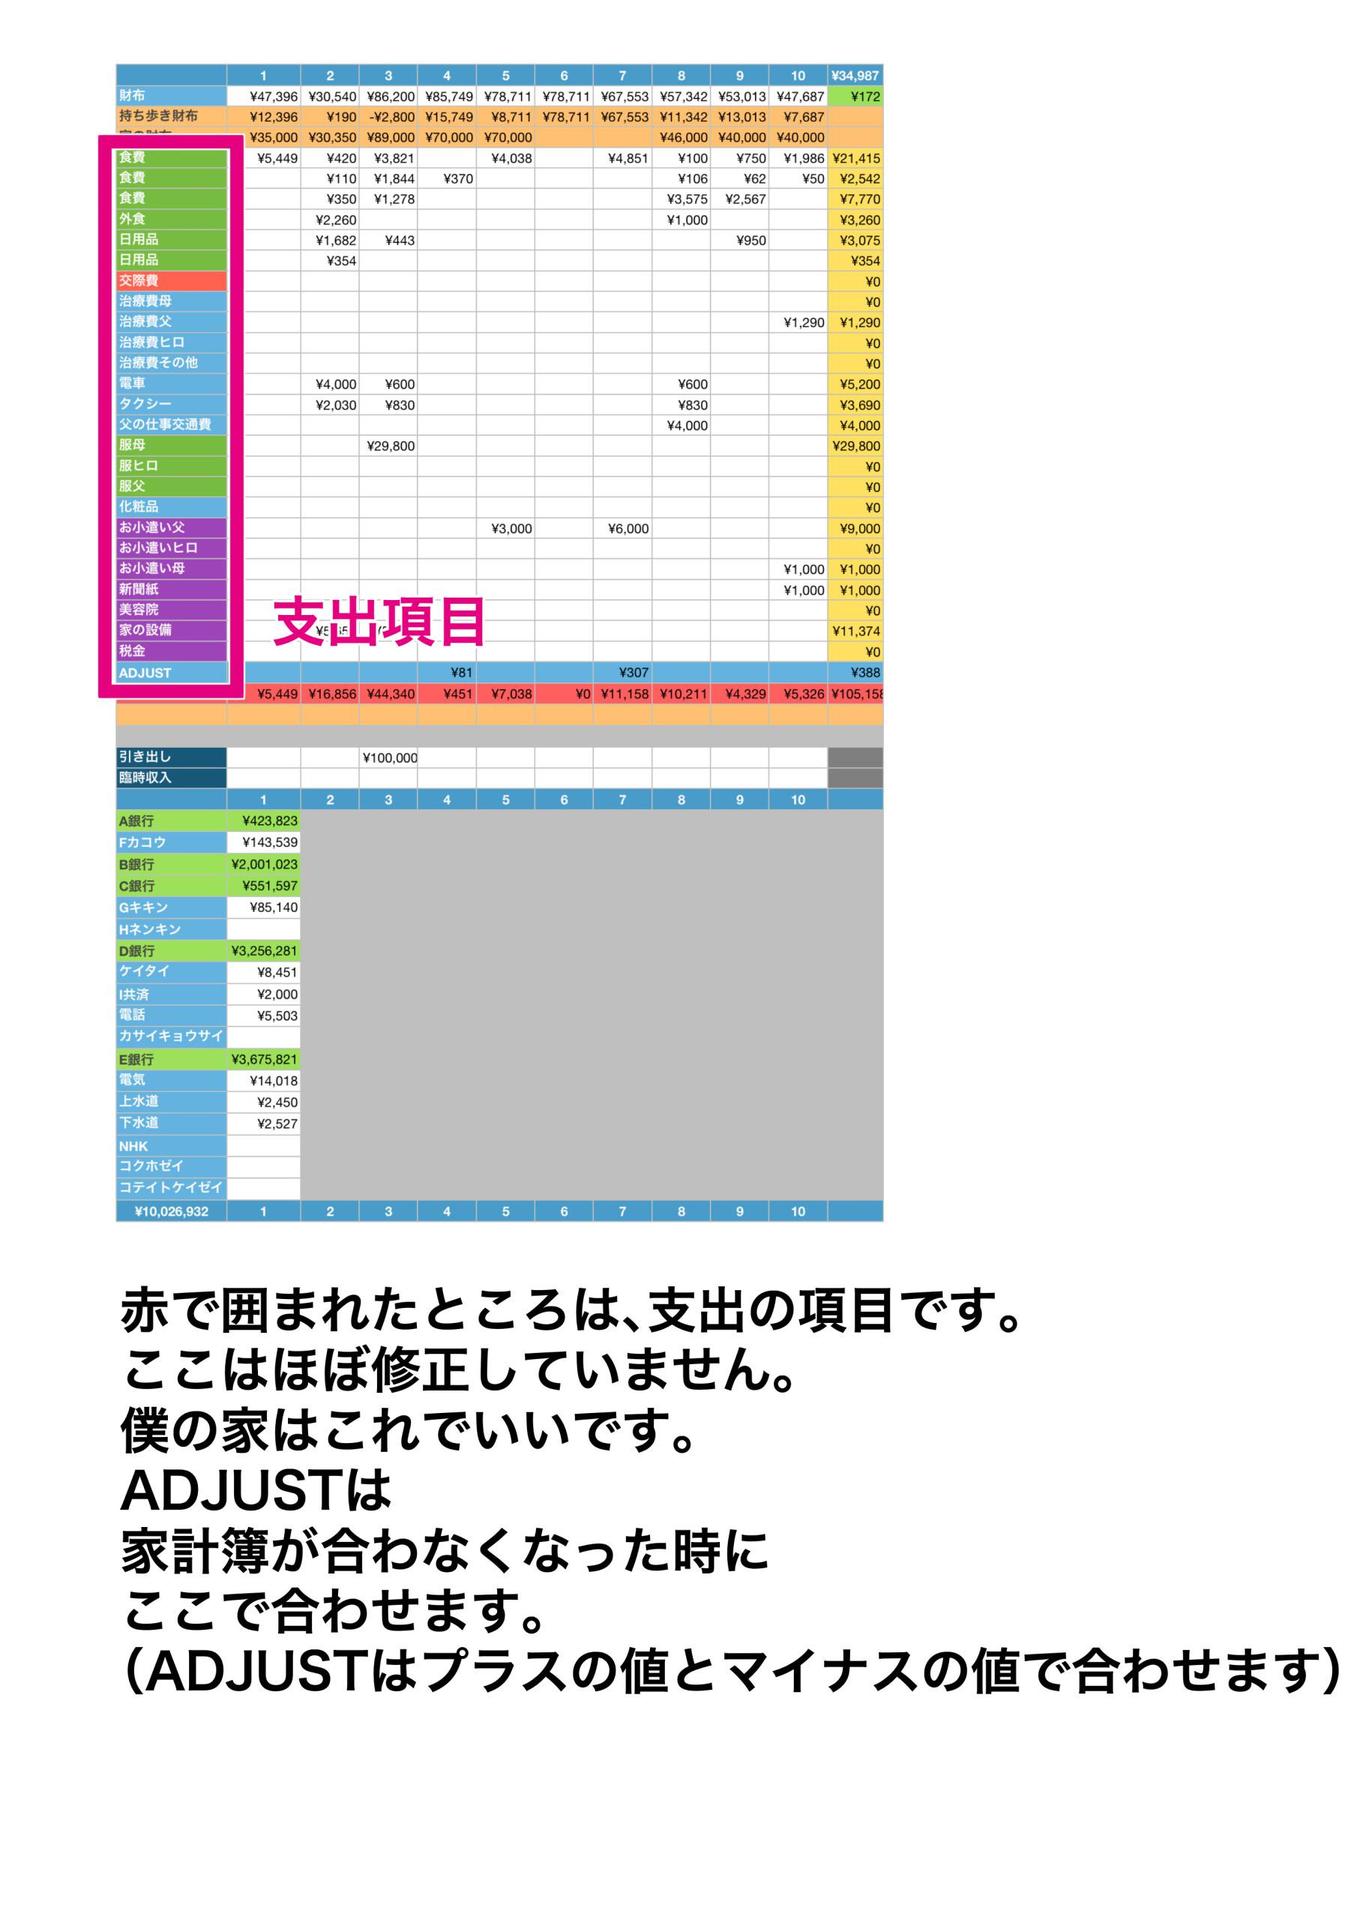 1 2 3 4 5 6 7 8 9 10 ¥34,987
財布 ¥47,396 ¥30,540 ¥86,200 ¥85,749 ¥78,711 ¥78,711 ¥67,553 ¥57,342 ¥53,013 ¥47,687 ¥172
持ち歩き財布 ¥12,396 ¥190 -¥2,800 ¥15,749 ¥8,711 ¥78,711 ¥67,553 ¥11,342 ¥13,013 ¥7,687
¥35,000 ¥30,350 ¥89,000 ¥70,000 ¥70,000 ¥46,000 ¥40,000 ¥40,000
食費 ¥5,449 ¥420 ¥3,821 ¥4,038 ¥4,851 ¥100 ¥750 ¥1,986 ¥21,415
食費 ¥110 ¥1,844 ¥370 ¥106 ¥62 ¥50 ¥2,542
食費 ¥350 ¥1,278 ¥3,575 ¥2,567 ¥7,770
外食 ¥2,260 ¥1,000 ¥3,260
日用品 ¥1,682 ¥443 ¥950 ¥3,075
日用品 ¥354 ¥354
交際費 ¥0
治療費母 ¥0
治療費父 ¥1,290 ¥1,290
治療費ヒロ ¥0
治療費その他 ¥0
電車 ¥4,000 ¥600 ¥600 ¥5,200
タクシー ¥2,030 ¥830 ¥830 ¥3,690
父の仕事交通費 ¥4,000 ¥4,000
服母 ¥29,800 ¥29,800
服ヒロ ¥0
服父 ¥0
化粧品 ¥0
お小遣い父 ¥3,000 ¥6,000 ¥9,000
お小遣いヒロ ¥0
お小遣い母 ¥1,000 ¥1,000
新聞紙 ¥1,000 ¥1,000
美容院 ¥0
支出項目
家の設備 ¥11,374
税金 ¥0
ADJUST ¥81 ¥307 ¥388
¥5,449 ¥16,856 ¥44,340 ¥451 ¥7,038 ¥0 ¥11,158 ¥10,211 ¥4,329 ¥5,326 ¥105,158
引き出し ¥100,000
臨時収入
1 2 3 4 5 6 7 8 9 10
A銀行 ¥423,823
Fカコウ ¥143,539
B銀行 ¥2,001,023
C銀行 ¥551,597
Gキキン ¥85,140
Hネンキン
D銀行 ¥3,256,281
ケイタイ ¥8,451
I共済 ¥2,000
電話 ¥5,503
カサイキョウサイ
E銀行 ¥3,675,821
電気 ¥14,018
上水道 ¥2,450
下水道 ¥2,527
NHK
コクホゼイ
コテイトケイゼイ
¥10,026,932 1 2 3 4 5 6 7 8 9 10
赤で囲まれたところは、支出の項目です。
ここはほぼ修正していません。
僕の家はこれでいいです。
ADJUSTは
家計簿が合わなくなった時に
ここで合わせます。
（ADJUSTはプラスの値とマイナスの値で合わせます）